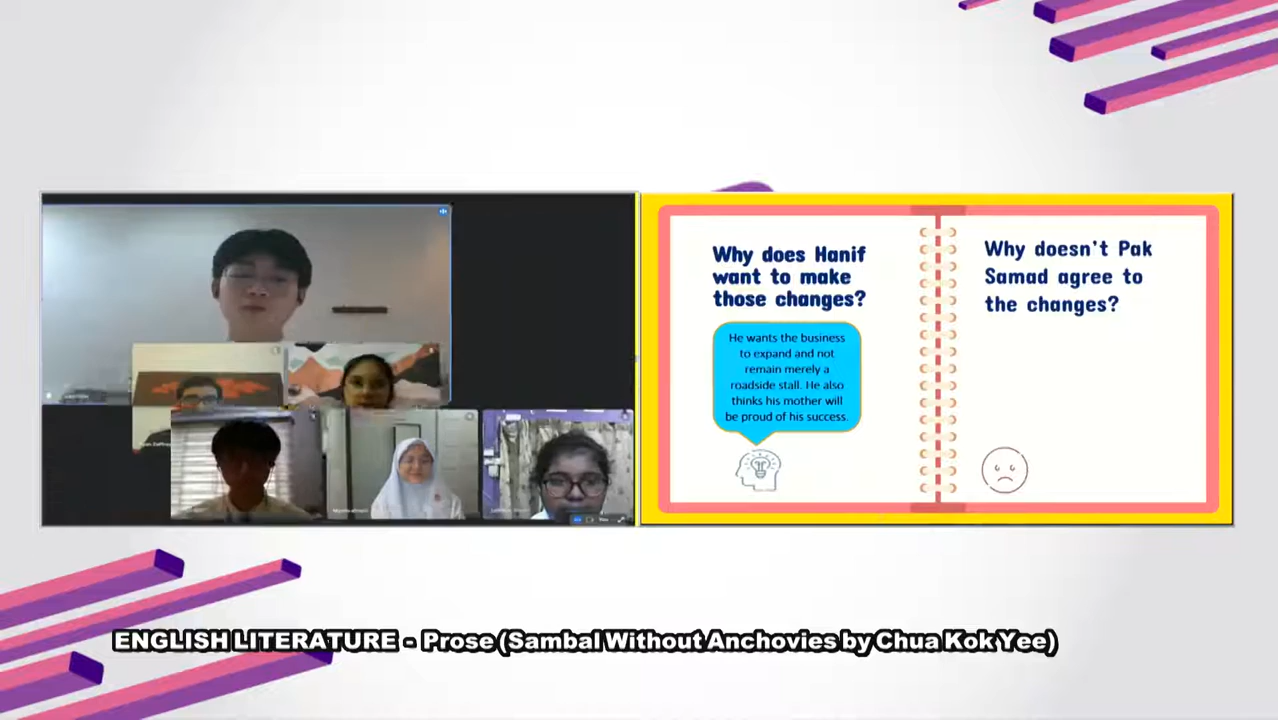 Why does Hanif
want to make
those changes?
He wants the business
to expand and not
remain merely a
roadside stall. He also
thinks his mother will
be proud of his success.
Why doesn't Pak
Samad agree to
the changes?
ENGLISH LITERATURE - Prose (Sambal Without Anchovies by Chua Kok Yee)